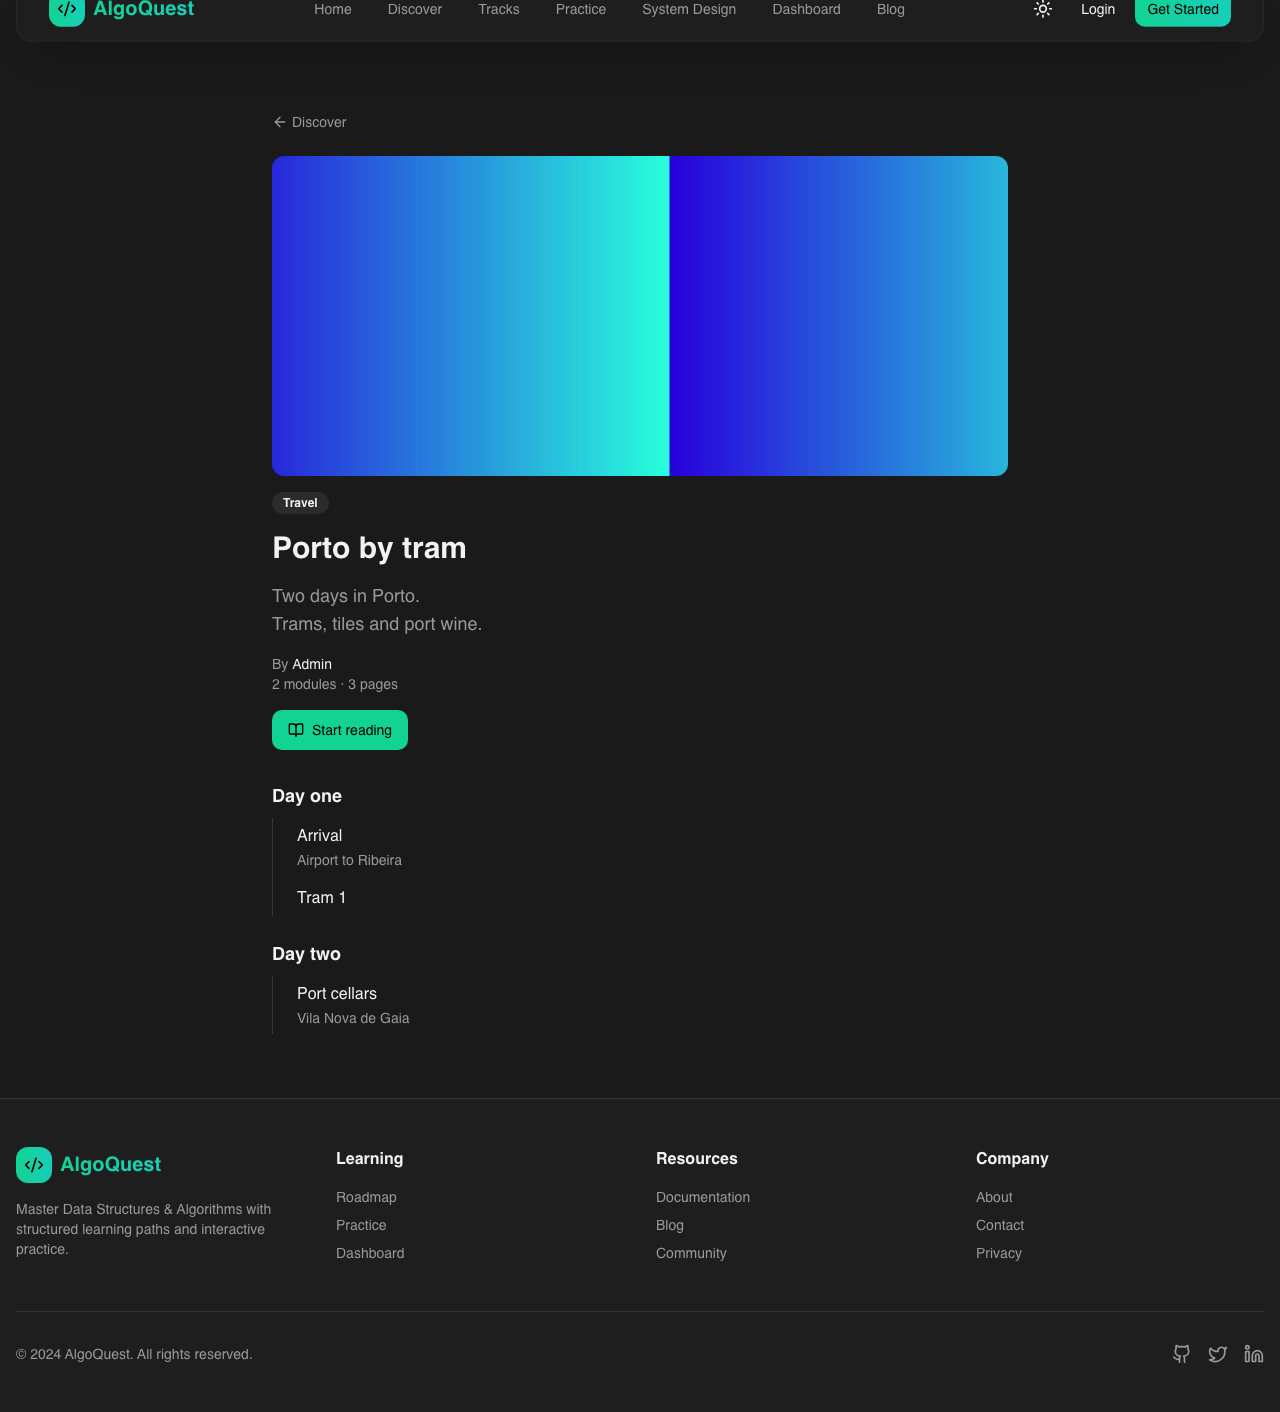 AlgoQuest
Home Discover Tracks Practice System Design Dashboard Blog
Login
Get Started
Discover
Travel
Porto by tram
Two days in Porto.
Trams, tiles and port wine.
By Admin
2 modules · 3 pages
Start reading
Day one
Arrival
Airport to Ribeira
Tram 1
Day two
Port cellars
Vila Nova de Gaia
AlgoQuest
Master Data Structures & Algorithms with
structured learning paths and interactive
practice.
Learning
Roadmap
Practice
Dashboard
Resources
Documentation
Blog
Community
Company
About
Contact
Privacy
© 2024 AlgoQuest. All rights reserved.